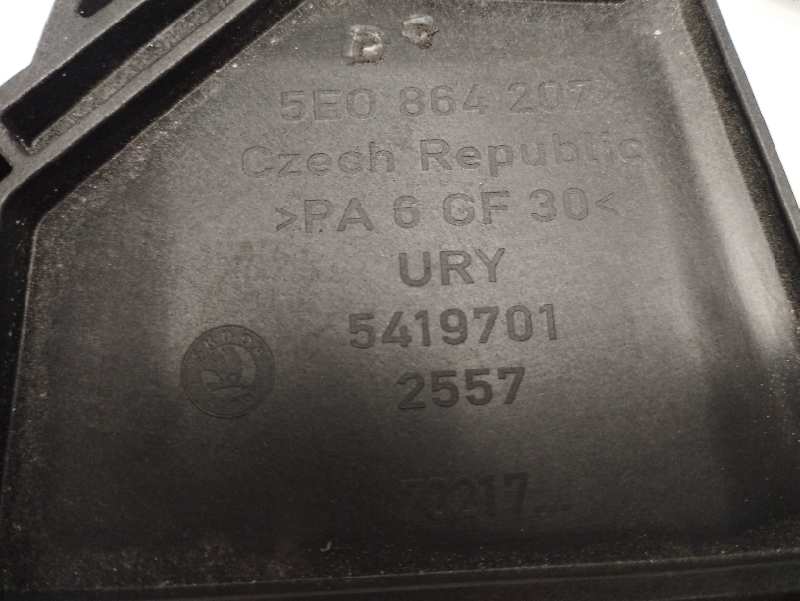 5E0 864 207
Czech Republic
>PA 6 GF 30<
URY
5419701
2557